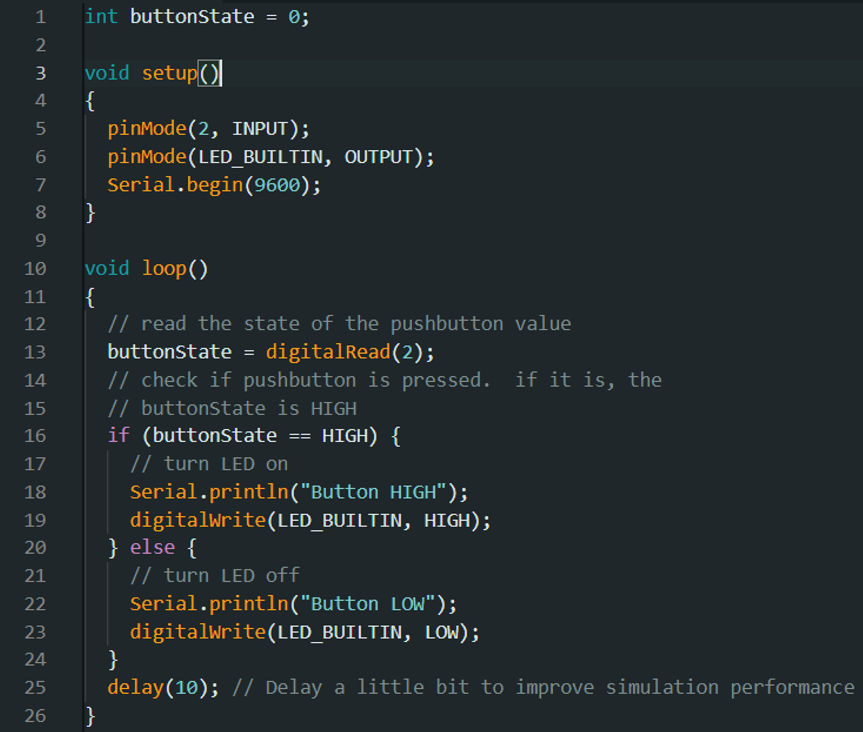 1 int buttonState = 0;
2
3 void setup()
4 {
5   pinMode(2, INPUT);
6   pinMode(LED_BUILTIN, OUTPUT);
7   Serial.begin(9600);
8 }
9
10 void loop()
11 {
12   // read the state of the pushbutton value
13   buttonState = digitalRead(2);
14   // check if pushbutton is pressed.  if it is, the
15   // buttonState is HIGH
16   if (buttonState == HIGH) {
17     // turn LED on
18     Serial.println("Button HIGH");
19     digitalWrite(LED_BUILTIN, HIGH);
20   } else {
21     // turn LED off
22     Serial.println("Button LOW");
23     digitalWrite(LED_BUILTIN, LOW);
24   }
25   delay(10); // Delay a little bit to improve simulation performance
26 }